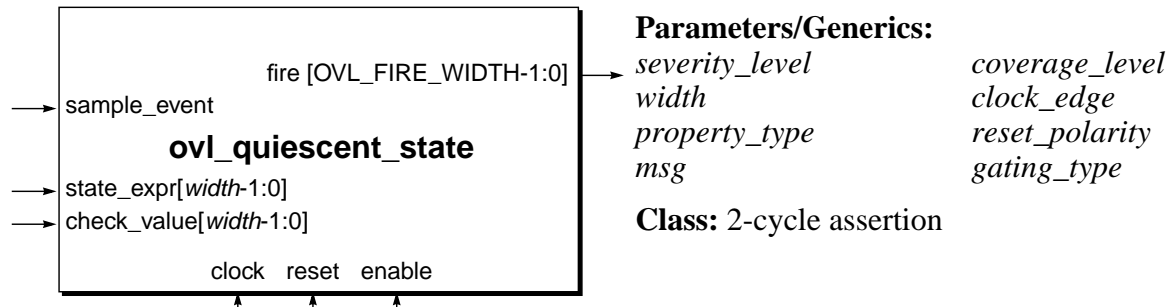 fire [OVL_FIRE_WIDTH-1:0]
sample_event
ovl_quiescent_state
state_expr[width-1:0]
check_value[width-1:0]
clock reset enable
Parameters/Generics:
severity_level coverage_level
width clock_edge
property_type reset_polarity
msg gating_type
Class: 2-cycle assertion